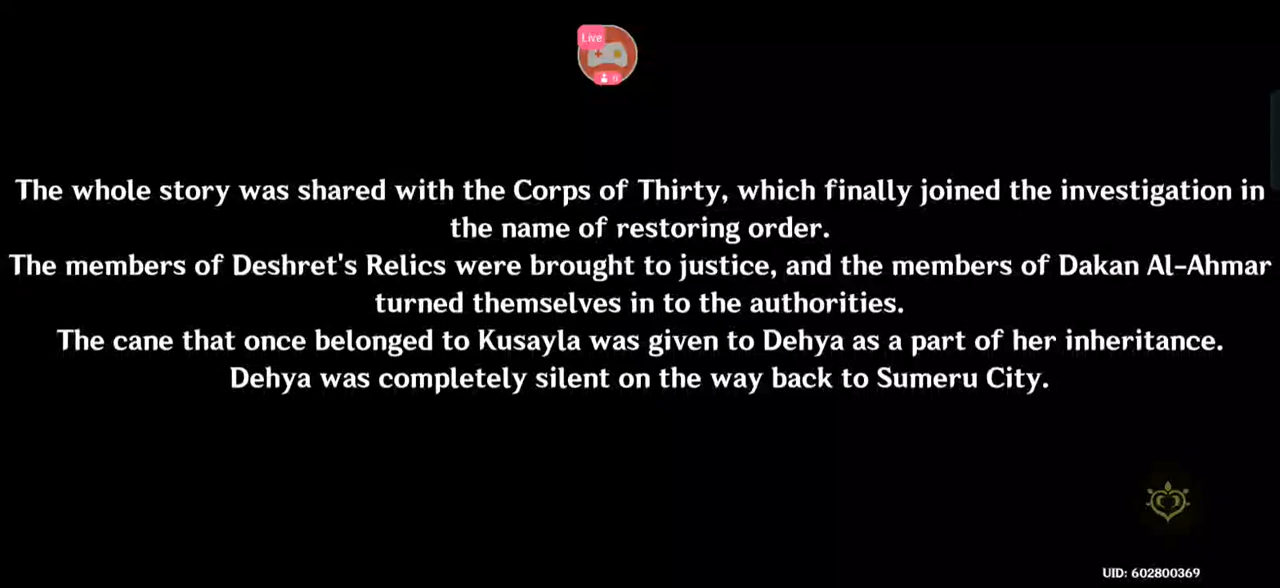 Live
The whole story was shared with the Corps of Thirty, which finally joined the investigation in
the name of restoring order.
The members of Deshret's Relics were brought to justice, and the members of Dakan Al-Ahmar
turned themselves in to the authorities.
The cane that once belonged to Kusayla was given to Dehya as a part of her inheritance.
Dehya was completely silent on the way back to Sumeru City.
UID: 602800369